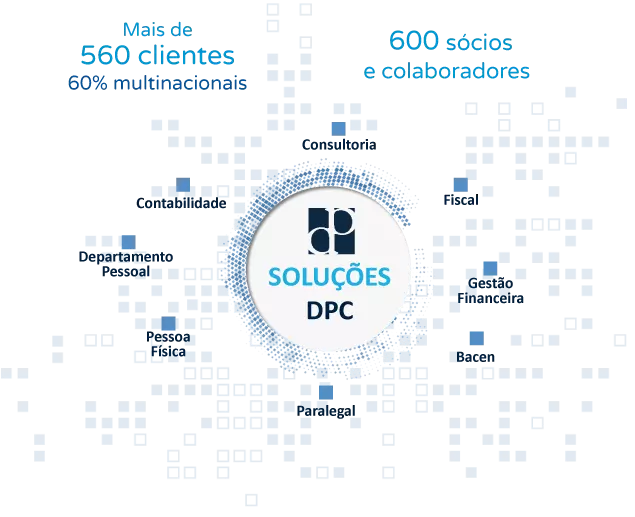 Mais de
560 clientes
60% multinacionais
600 sócios
e colaboradores
Consultoria
Contabilidade
Fiscal
Departamento
Pessoal
Gestão
Financeira
Pessoa
Física
Bacen
Paralegal
dp
SOLUÇÕES
DPC